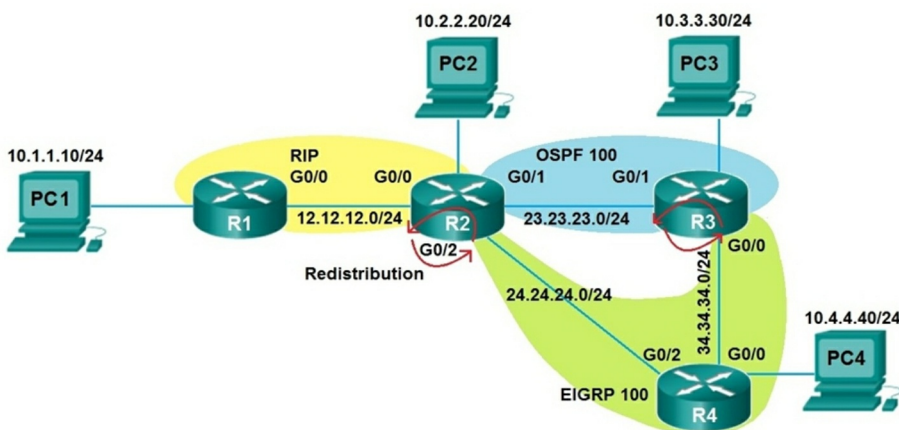 10.2.2.20/24
10.3.3.30/24
PC2
PC3
10.1.1.10/24
RIP
OSPF 100
G0/0
G0/0
G0/1
G0/1
PC1
R1
12.12.12.0/24
R2
23.23.23.0/24
R3
G0/2
G0/0
Redistribution
24.24.24.0/24
34.34.34.0/24
10.4.4.40/24
G0/2
G0/0
PC4
EIGRP 100
R4